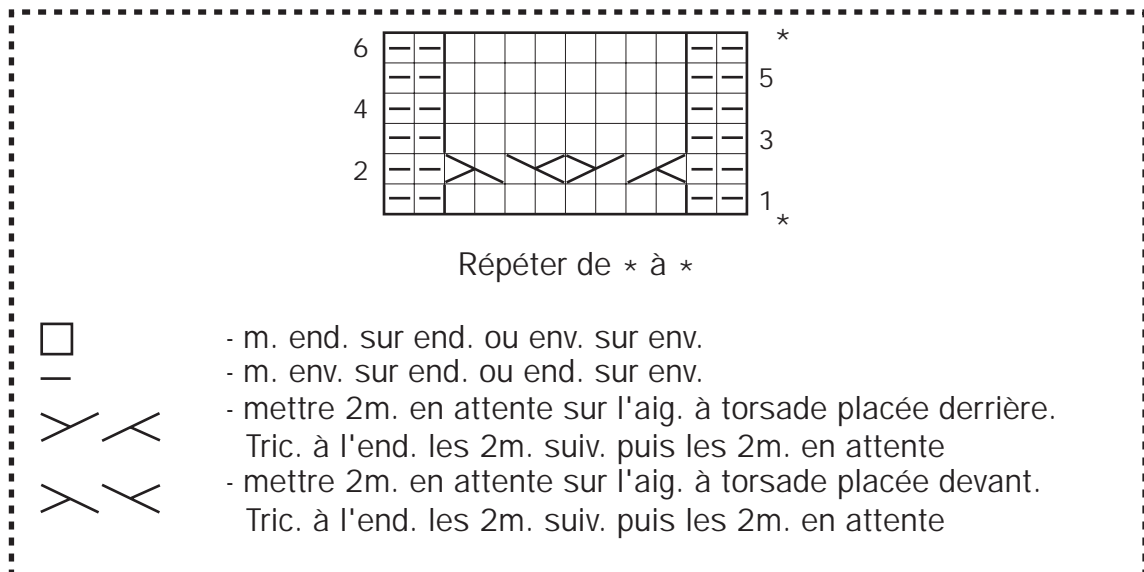 6 *
5
4
3
2
1
*
Répéter de * à *
- m. end. sur end. ou env. sur env.
- m. env. sur end. ou end. sur env.
- mettre 2m. en attente sur l'aig. à torsade placée derrière.
Tric. à l'end. les 2m. suiv. puis les 2m. en attente
- mettre 2m. en attente sur l'aig. à torsade placée devant.
Tric. à l'end. les 2m. suiv. puis les 2m. en attente